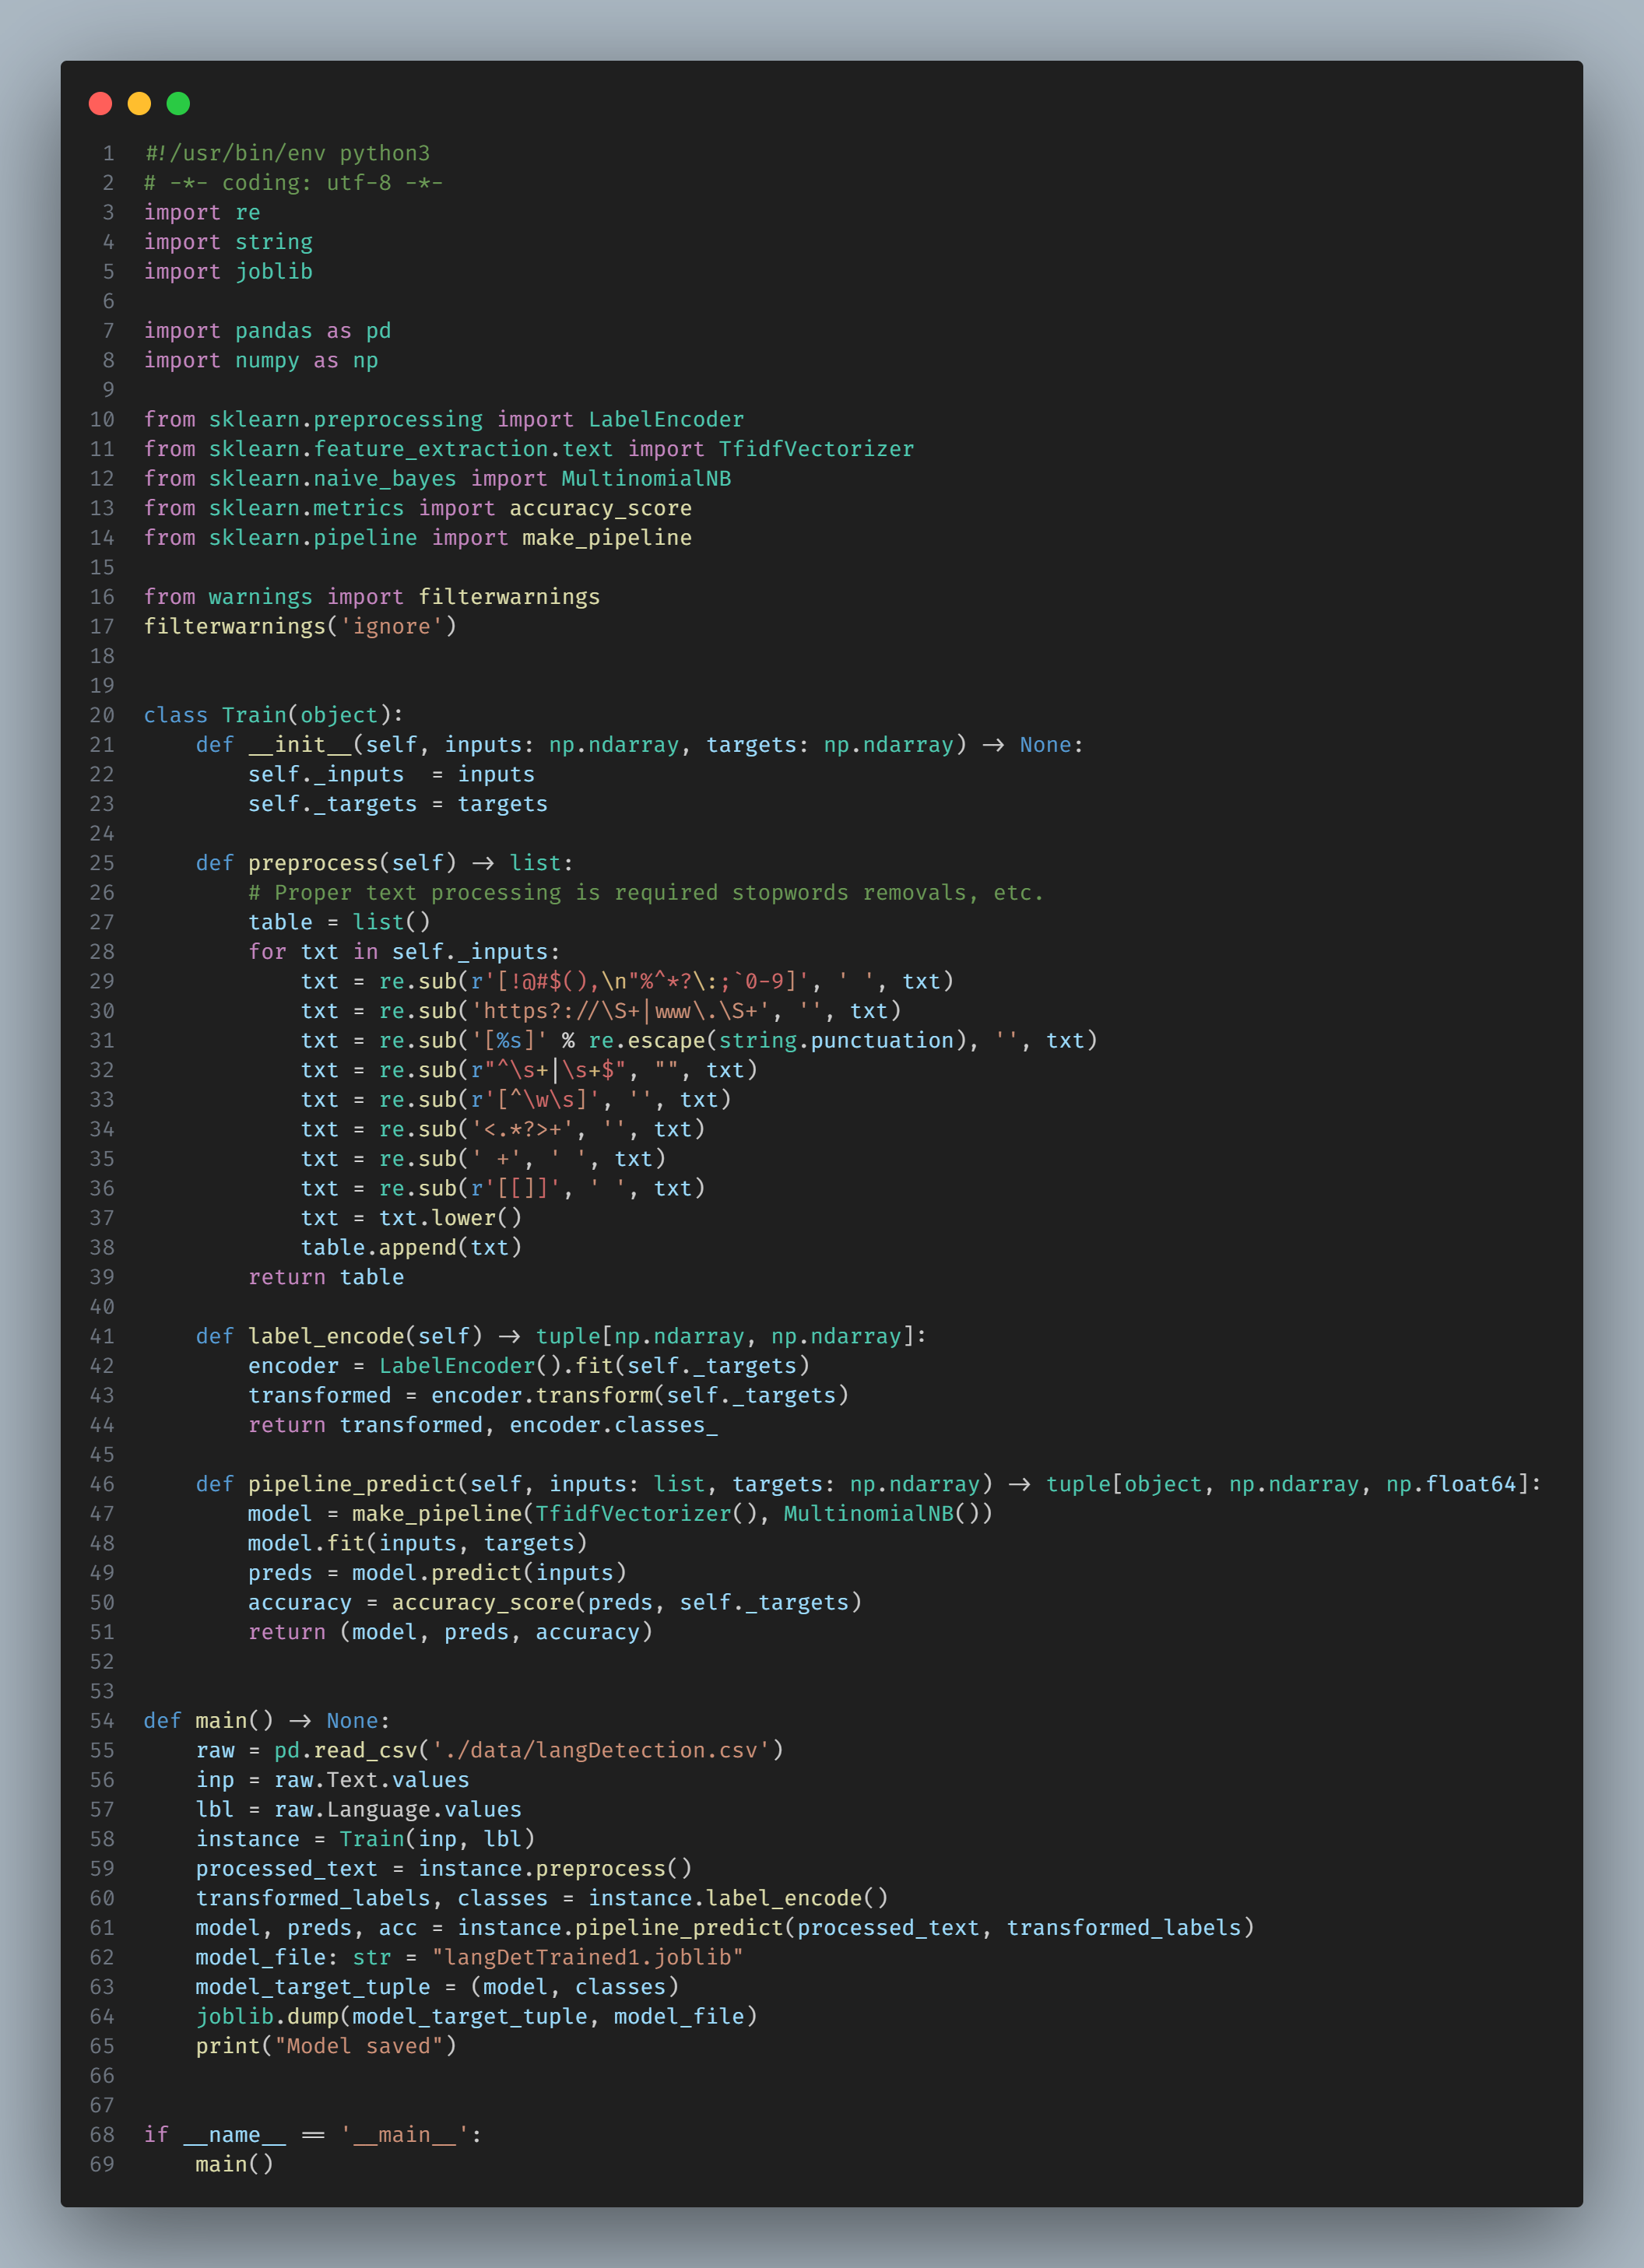 1 #!/usr/bin/env python3
2 # -*- coding: utf-8 -*-
3 import re
4 import string
5 import joblib
6
7 import pandas as pd
8 import numpy as np
9
10 from sklearn.preprocessing import LabelEncoder
11 from sklearn.feature_extraction.text import TfidfVectorizer
12 from sklearn.naive_bayes import MultinomialNB
13 from sklearn.metrics import accuracy_score
14 from sklearn.pipeline import make_pipeline
15
16 from warnings import filterwarnings
17 filterwarnings('ignore')
18
19
20 class Train(object):
21     def __init__(self, inputs: np.ndarray, targets: np.ndarray) -> None:
22         self._inputs  = inputs
23         self._targets = targets
24
25     def preprocess(self) -> list:
26         # Proper text processing is required stopwords removals, etc.
27         table = list()
28         for txt in self._inputs:
29             txt = re.sub(r'[!@#$(),\n"%^*?\:;`0-9]', ' ', txt)
30             txt = re.sub('https?://\S+|www\.\S+', '', txt)
31             txt = re.sub('[%s]' % re.escape(string.punctuation), '', txt)
32             txt = re.sub(r"^\s+|\s+$", "", txt)
33             txt = re.sub(r'[^\w\s]', '', txt)
34             txt = re.sub('<.*?>+', '', txt)
35             txt = re.sub(' +', ' ', txt)
36             txt = re.sub(r'[[]]', ' ', txt)
37             txt = txt.lower()
38             table.append(txt)
39         return table
40
41     def label_encode(self) -> tuple[np.ndarray, np.ndarray]:
42         encoder = LabelEncoder().fit(self._targets)
43         transformed = encoder.transform(self._targets)
44         return transformed, encoder.classes_
45
46     def pipeline_predict(self, inputs: list, targets: np.ndarray) -> tuple[object, np.ndarray, np.float64]:
47         model = make_pipeline(TfidfVectorizer(), MultinomialNB())
48         model.fit(inputs, targets)
49         preds = model.predict(inputs)
50         accuracy = accuracy_score(preds, self._targets)
51         return (model, preds, accuracy)
52
53
54 def main() -> None:
55     raw = pd.read_csv('./data/langDetection.csv')
56     inp = raw.Text.values
57     lbl = raw.Language.values
58     instance = Train(inp, lbl)
59     processed_text = instance.preprocess()
60     transformed_labels, classes = instance.label_encode()
61     model, preds, acc = instance.pipeline_predict(processed_text, transformed_labels)
62     model_file: str = "langDetTrained1.joblib"
63     model_target_tuple = (model, classes)
64     joblib.dump(model_target_tuple, model_file)
65     print("Model saved")
66
67
68 if __name__ == '__main__':
69     main()